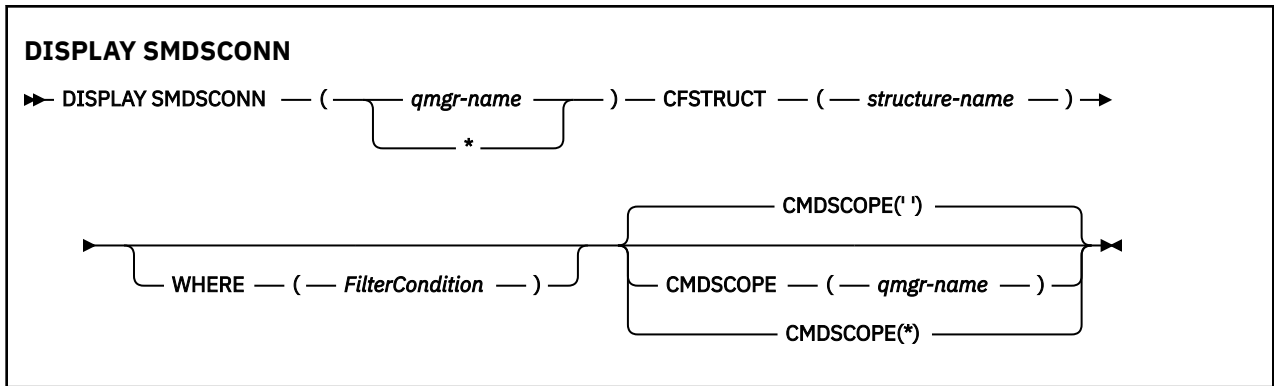 DISPLAY SMDSCONN
DISPLAY SMDSCONN ( qmgr-name ) CFSTRUCT ( structure-name )
*
CMDSCOPE(' ')
WHERE ( FilterCondition ) CMDSCOPE ( qmgr-name )
CMDSCOPE(*)